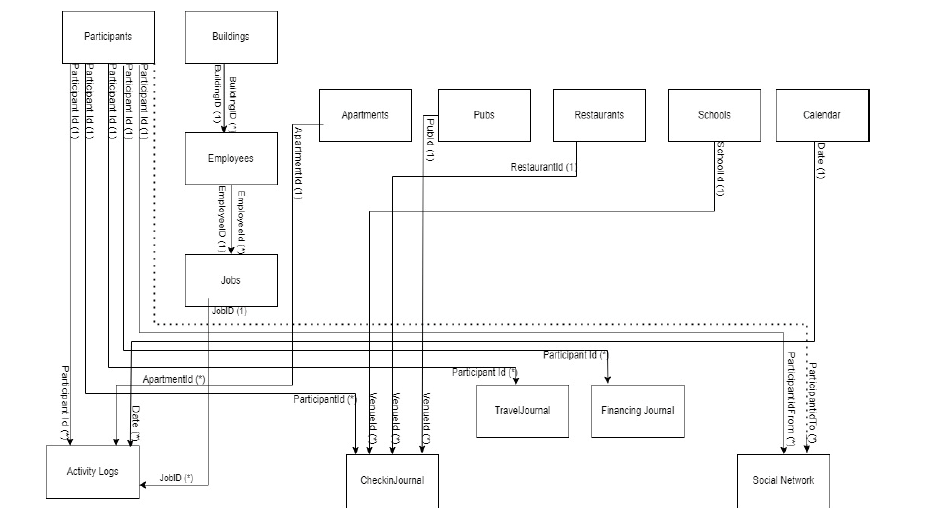 Participants
Buildings
Participant Id (1)
Participant Id (1)
Participant Id (1)
Participant Id (1)
Participant Id (1)
BuildingID (1)
BuildingID (*)
Apartments
Pubs
Restaurants
Schools
Calendar
Employees
ApartmentId (1)
PubId (1)
RestaurantId (1)
SchoolId (1)
Date (1)
EmployeeID (1)
EmployeeId (*)
Jobs
JobID (1)
Participant Id (*)
Participant Id (*)
ApartmentId (*)
ParticipantId (*)
Participant Id (*)
Date (*)
VenueId (*)
VenueId (*)
VenueId (*)
TravelJournal
Financing Journal
ParticipantidFrom (*)
ParticipantIdTo (*)
Activity Logs
JobID (*)
CheckinJournal
Social Network